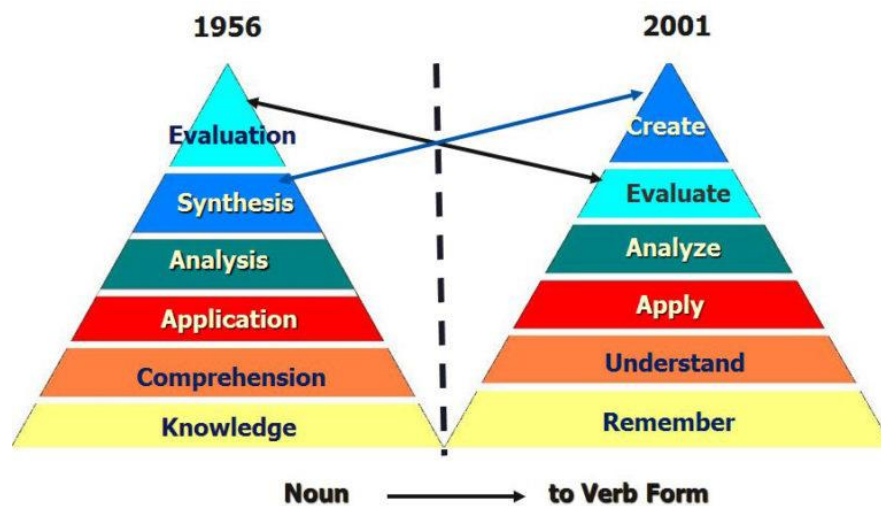 1956
2001
Evaluation
Synthesis
Analysis
Application
Comprehension
Knowledge
Create
Evaluate
Analyze
Apply
Understand
Remember
Noun to Verb Form